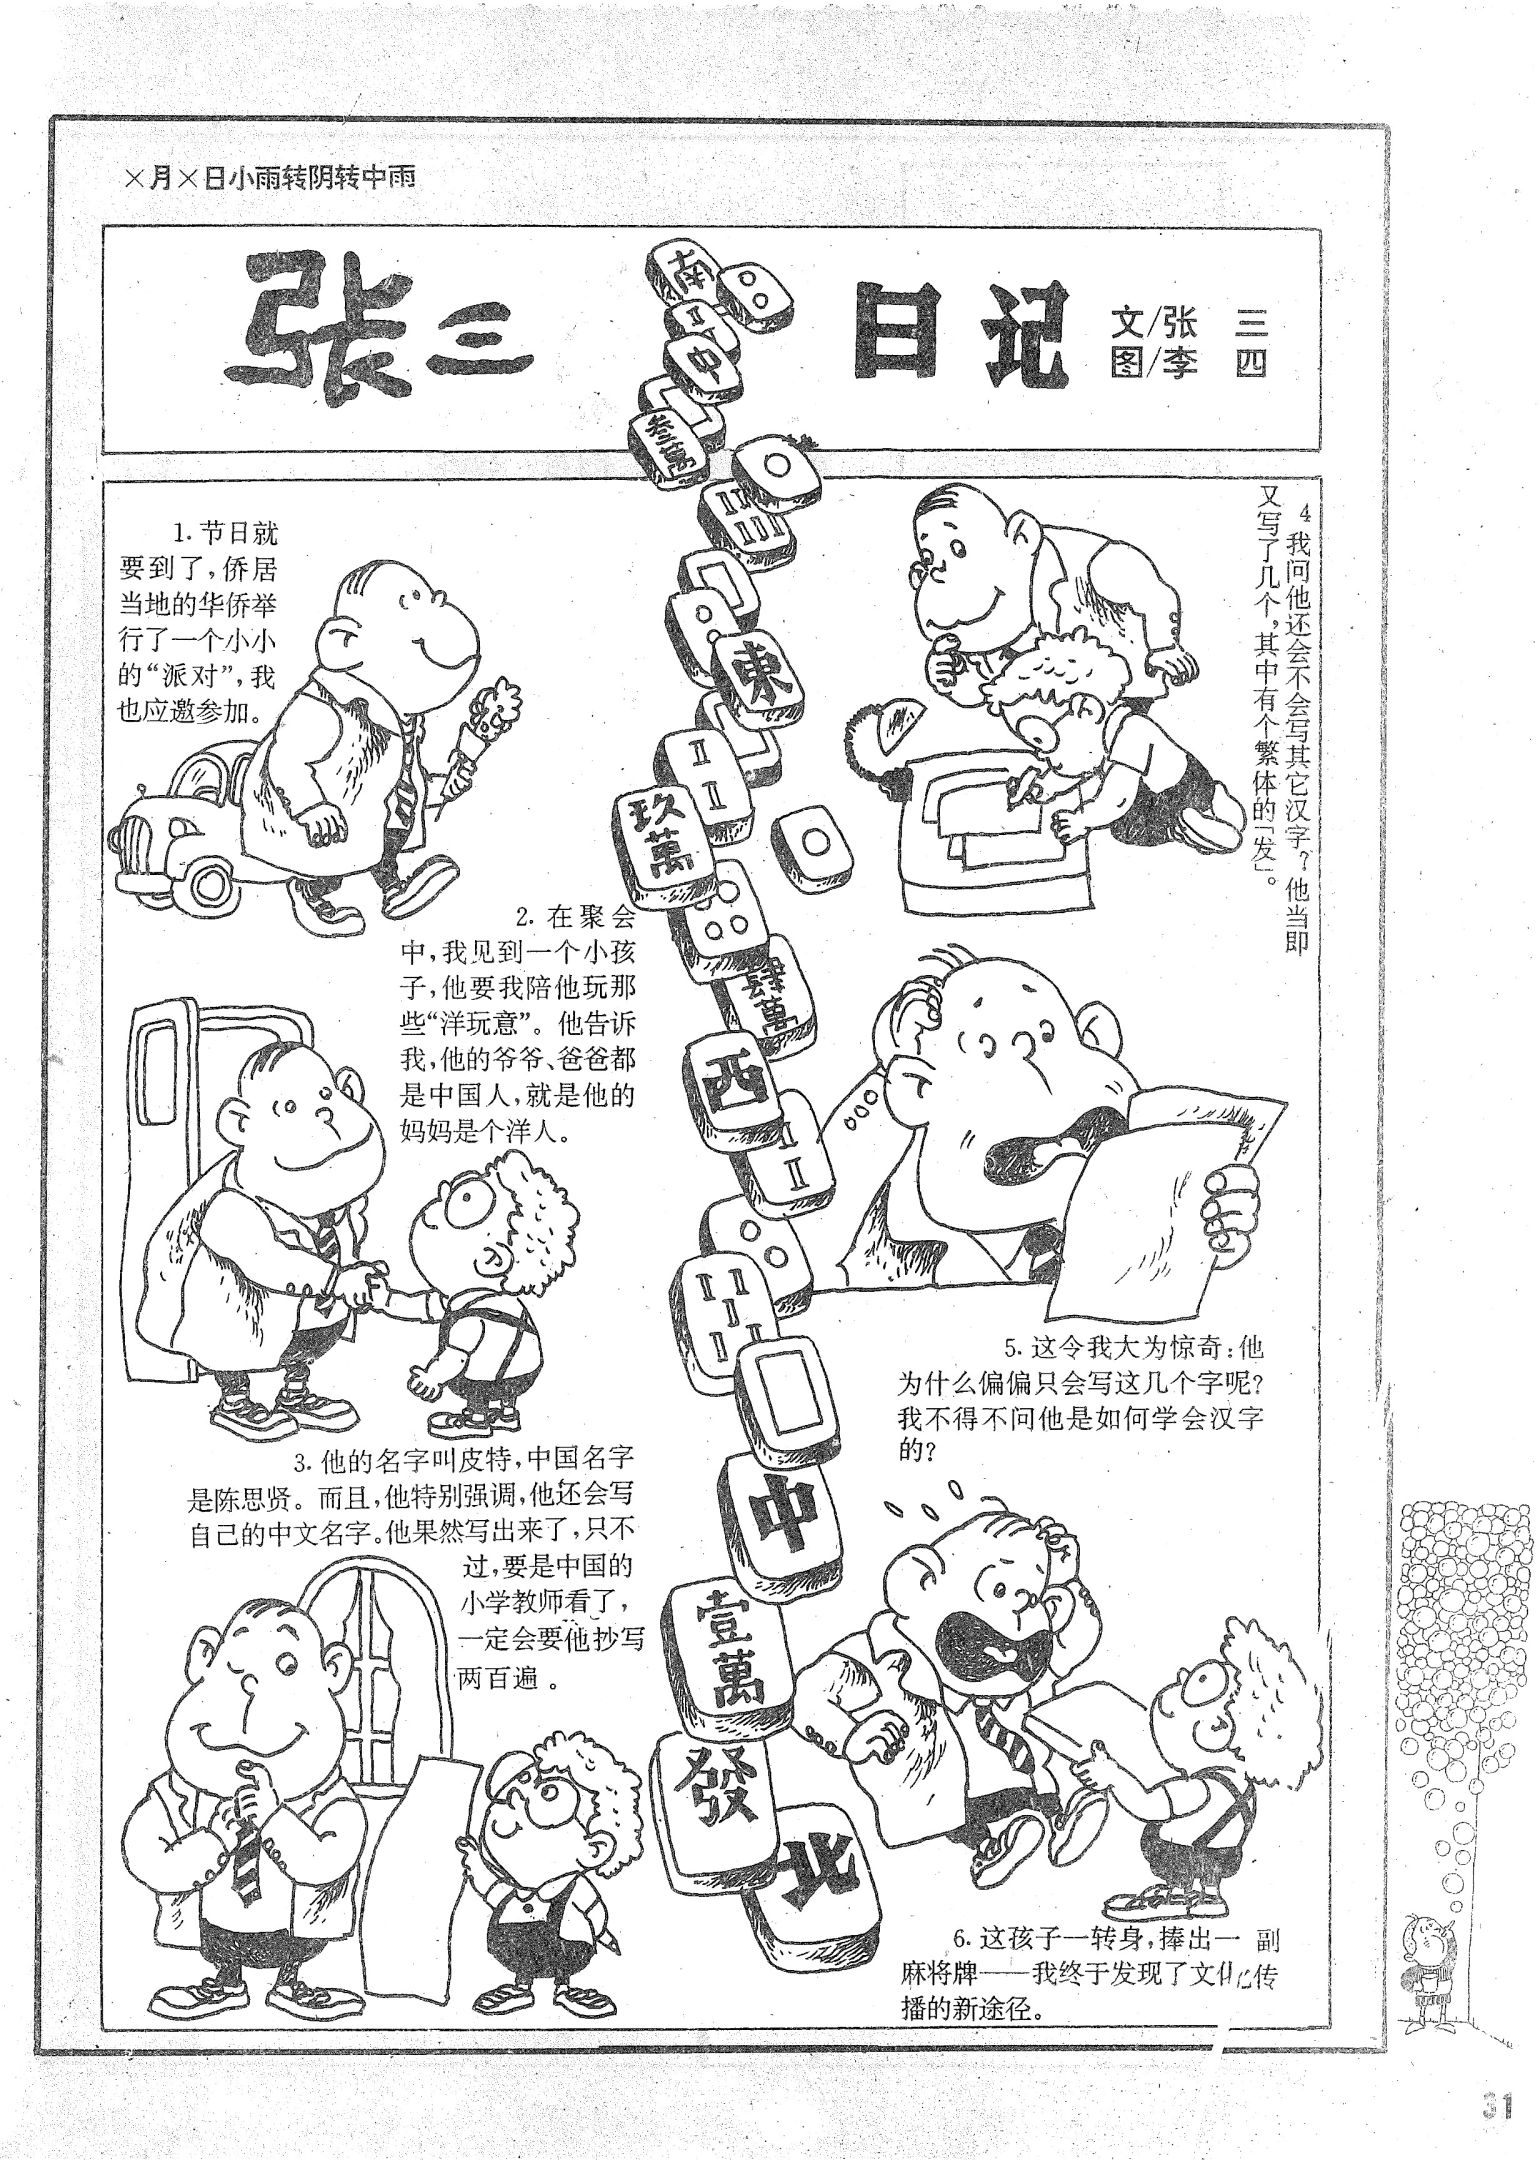 ×月×日小雨转阴转中雨
张三 日记
文/张 三
图/李 四
1. 节日就
要到了，侨居
当地的华侨举
行了一个小小
的“派对”，我
也应邀参加。
2. 在聚会
中，我见到一个小孩
子，他要我陪他玩那
些“洋玩意”。他告诉
我，他的爷爷、爸爸都
是中国人，就是他的
妈妈是个洋人。
3. 他的名字叫皮特，中国名字
是陈思贤。而且，他特别强调，他还会写
自己的中文名字。他果然写出来了，只不
过，要是中国的
小学教师看了，
一定会要他抄写
两百遍。
4 我问他还会不会写其它汉字？他当即
又写了几个，其中有个繁体的「发」。
5. 这令我大为惊奇：他
为什么偏偏只会写这几个字呢？
我不得不问他是如何学会汉字
的？
6. 这孩子一转身，捧出一 副
麻将牌——我终于发现了文化传
播的新途径。
南
中
叁萬
東
玖萬
肆萬
西
中
壹萬
發
北
31